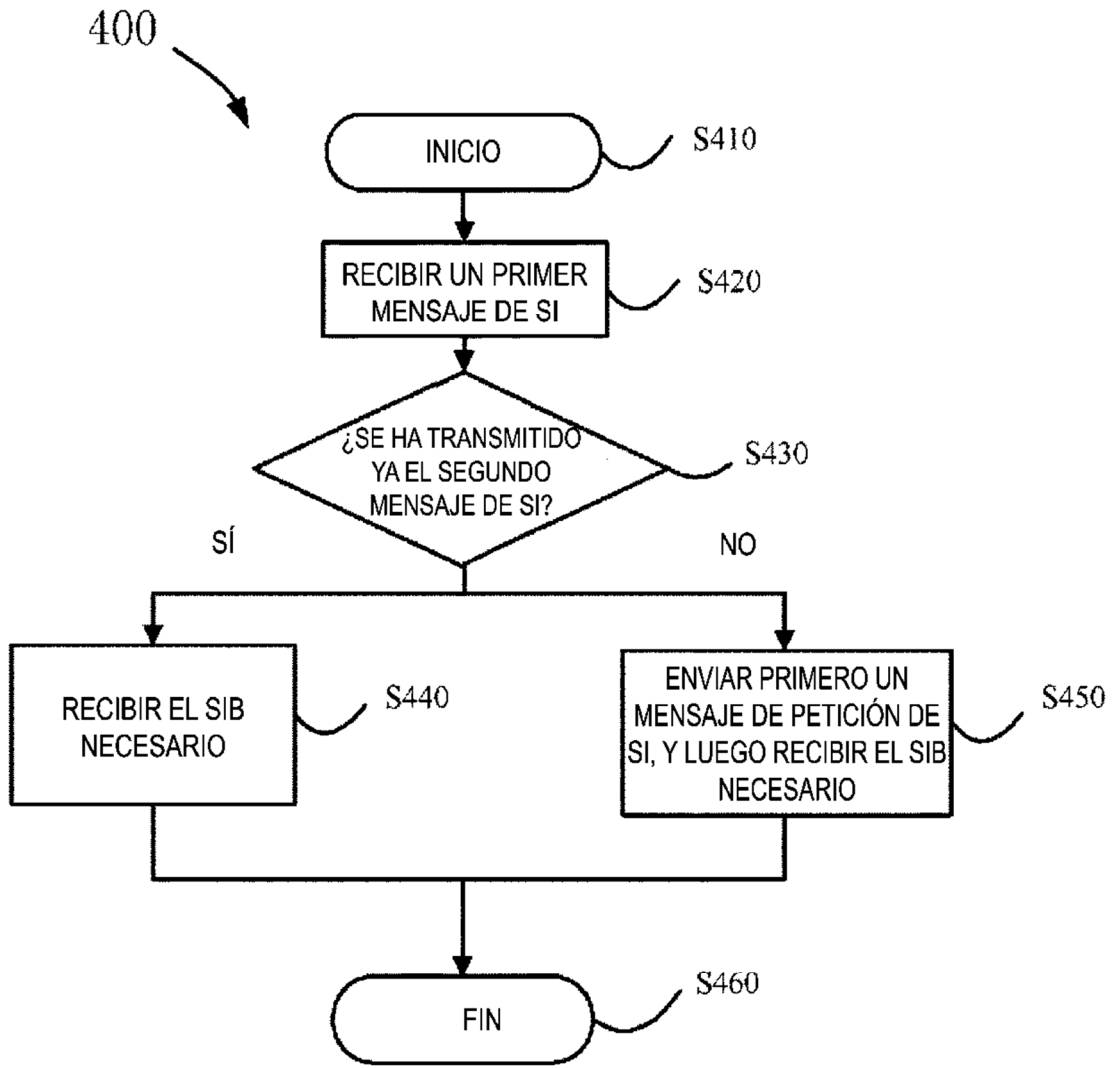 400
INICIO
S410
RECIBIR UN PRIMER
MENSAJE DE SI
S420
¿SE HA TRANSMITIDO
YA EL SEGUNDO
MENSAJE DE SI?
S430
SÍ
NO
RECIBIR EL SIB
NECESARIO
S440
ENVIAR PRIMERO UN
MENSAJE DE PETICIÓN DE
SI, Y LUEGO RECIBIR EL SIB
NECESARIO
S450
FIN
S460